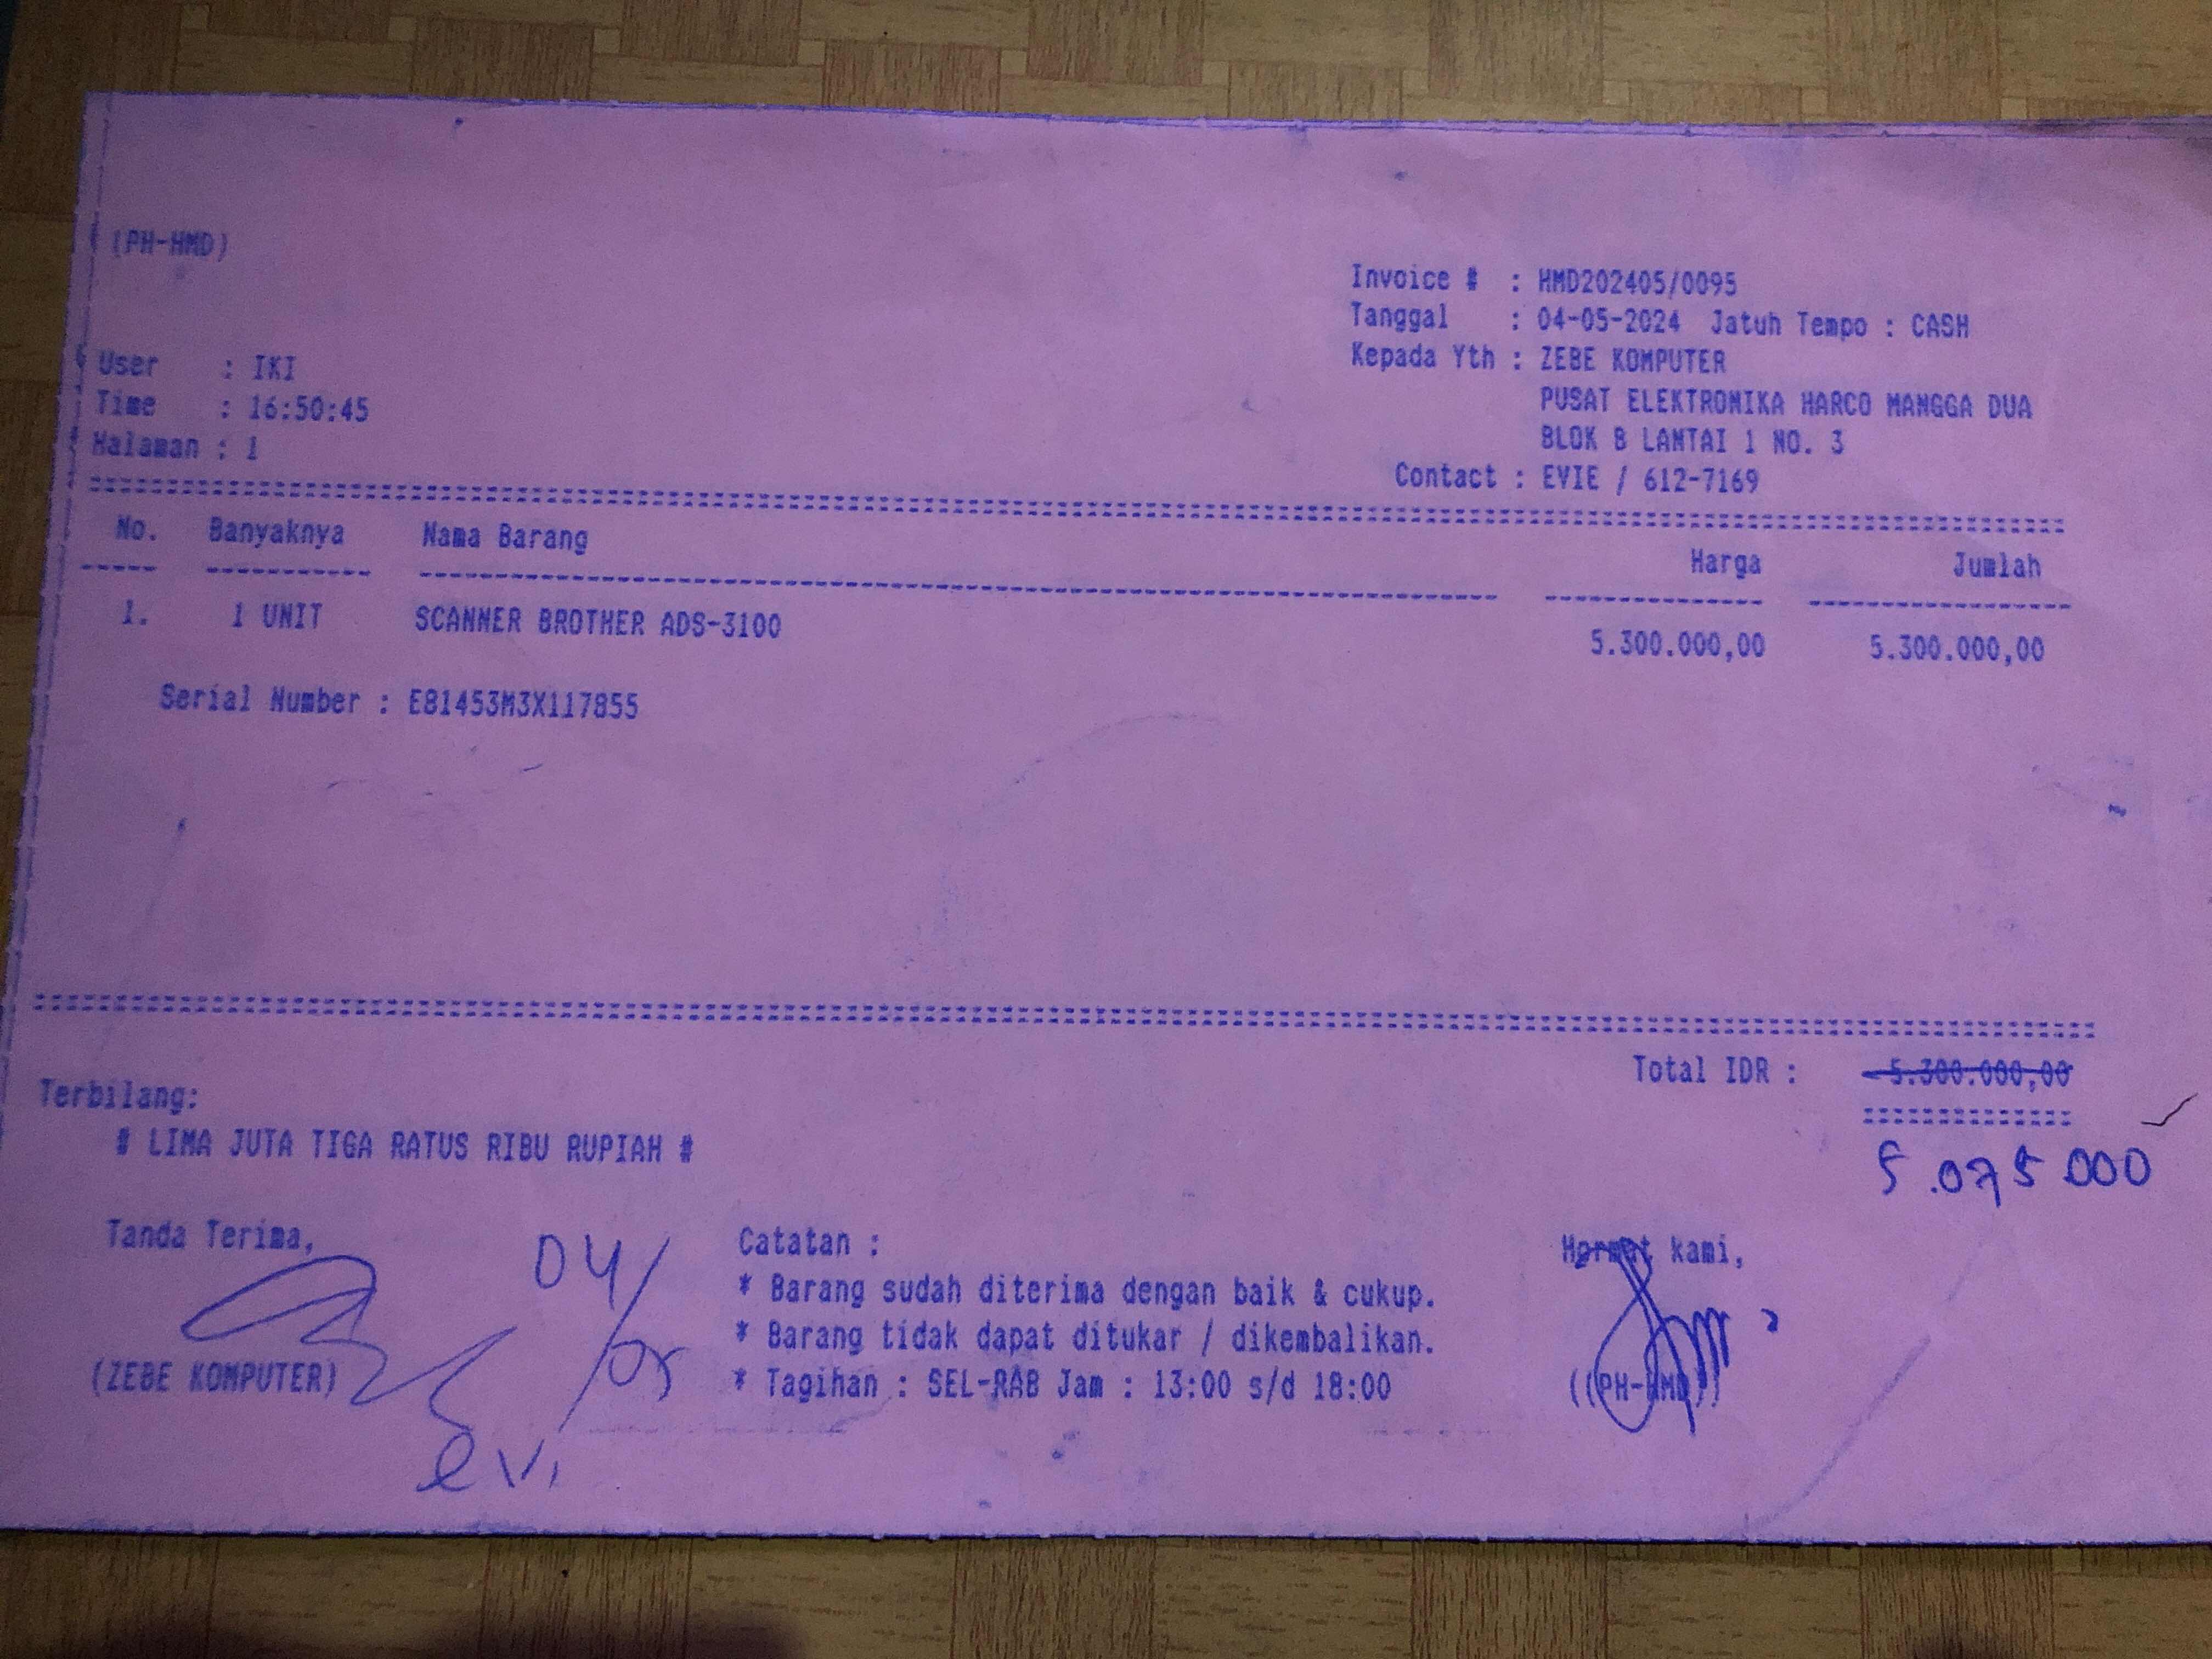 (PH-HMD)
Invoice # : HMD202405/0095
Tanggal : 04-05-2024 Jatuh Tempo : CASH
Kepada Yth : ZEBE KOMPUTER
PUSAT ELEKTRONIKA HARCO MANGGA DUA
BLOK B LANTAI 1 NO. 3
Contact : EVIE / 612-7169
User : IKI
Time : 16:50:45
Halaman : 1
No. Banyaknya Nama Barang Harga Jumlah
1. 1 UNIT SCANNER BROTHER ADS-3100 5.300.000,00 5.300.000,00
Serial Number : E81453M3X117855
Total IDR : 5.300.000,00
5.075.000
Terbilang:
# LIMA JUTA TIGA RATUS RIBU RUPIAH #
Tanda Terima,
04/05
(ZEBE KOMPUTER)
evi
Catatan :
* Barang sudah diterima dengan baik & cukup.
* Barang tidak dapat ditukar / dikembalikan.
* Tagihan : SEL-RAB Jam : 13:00 s/d 18:00
Hormat kami,
((PH-HMD))